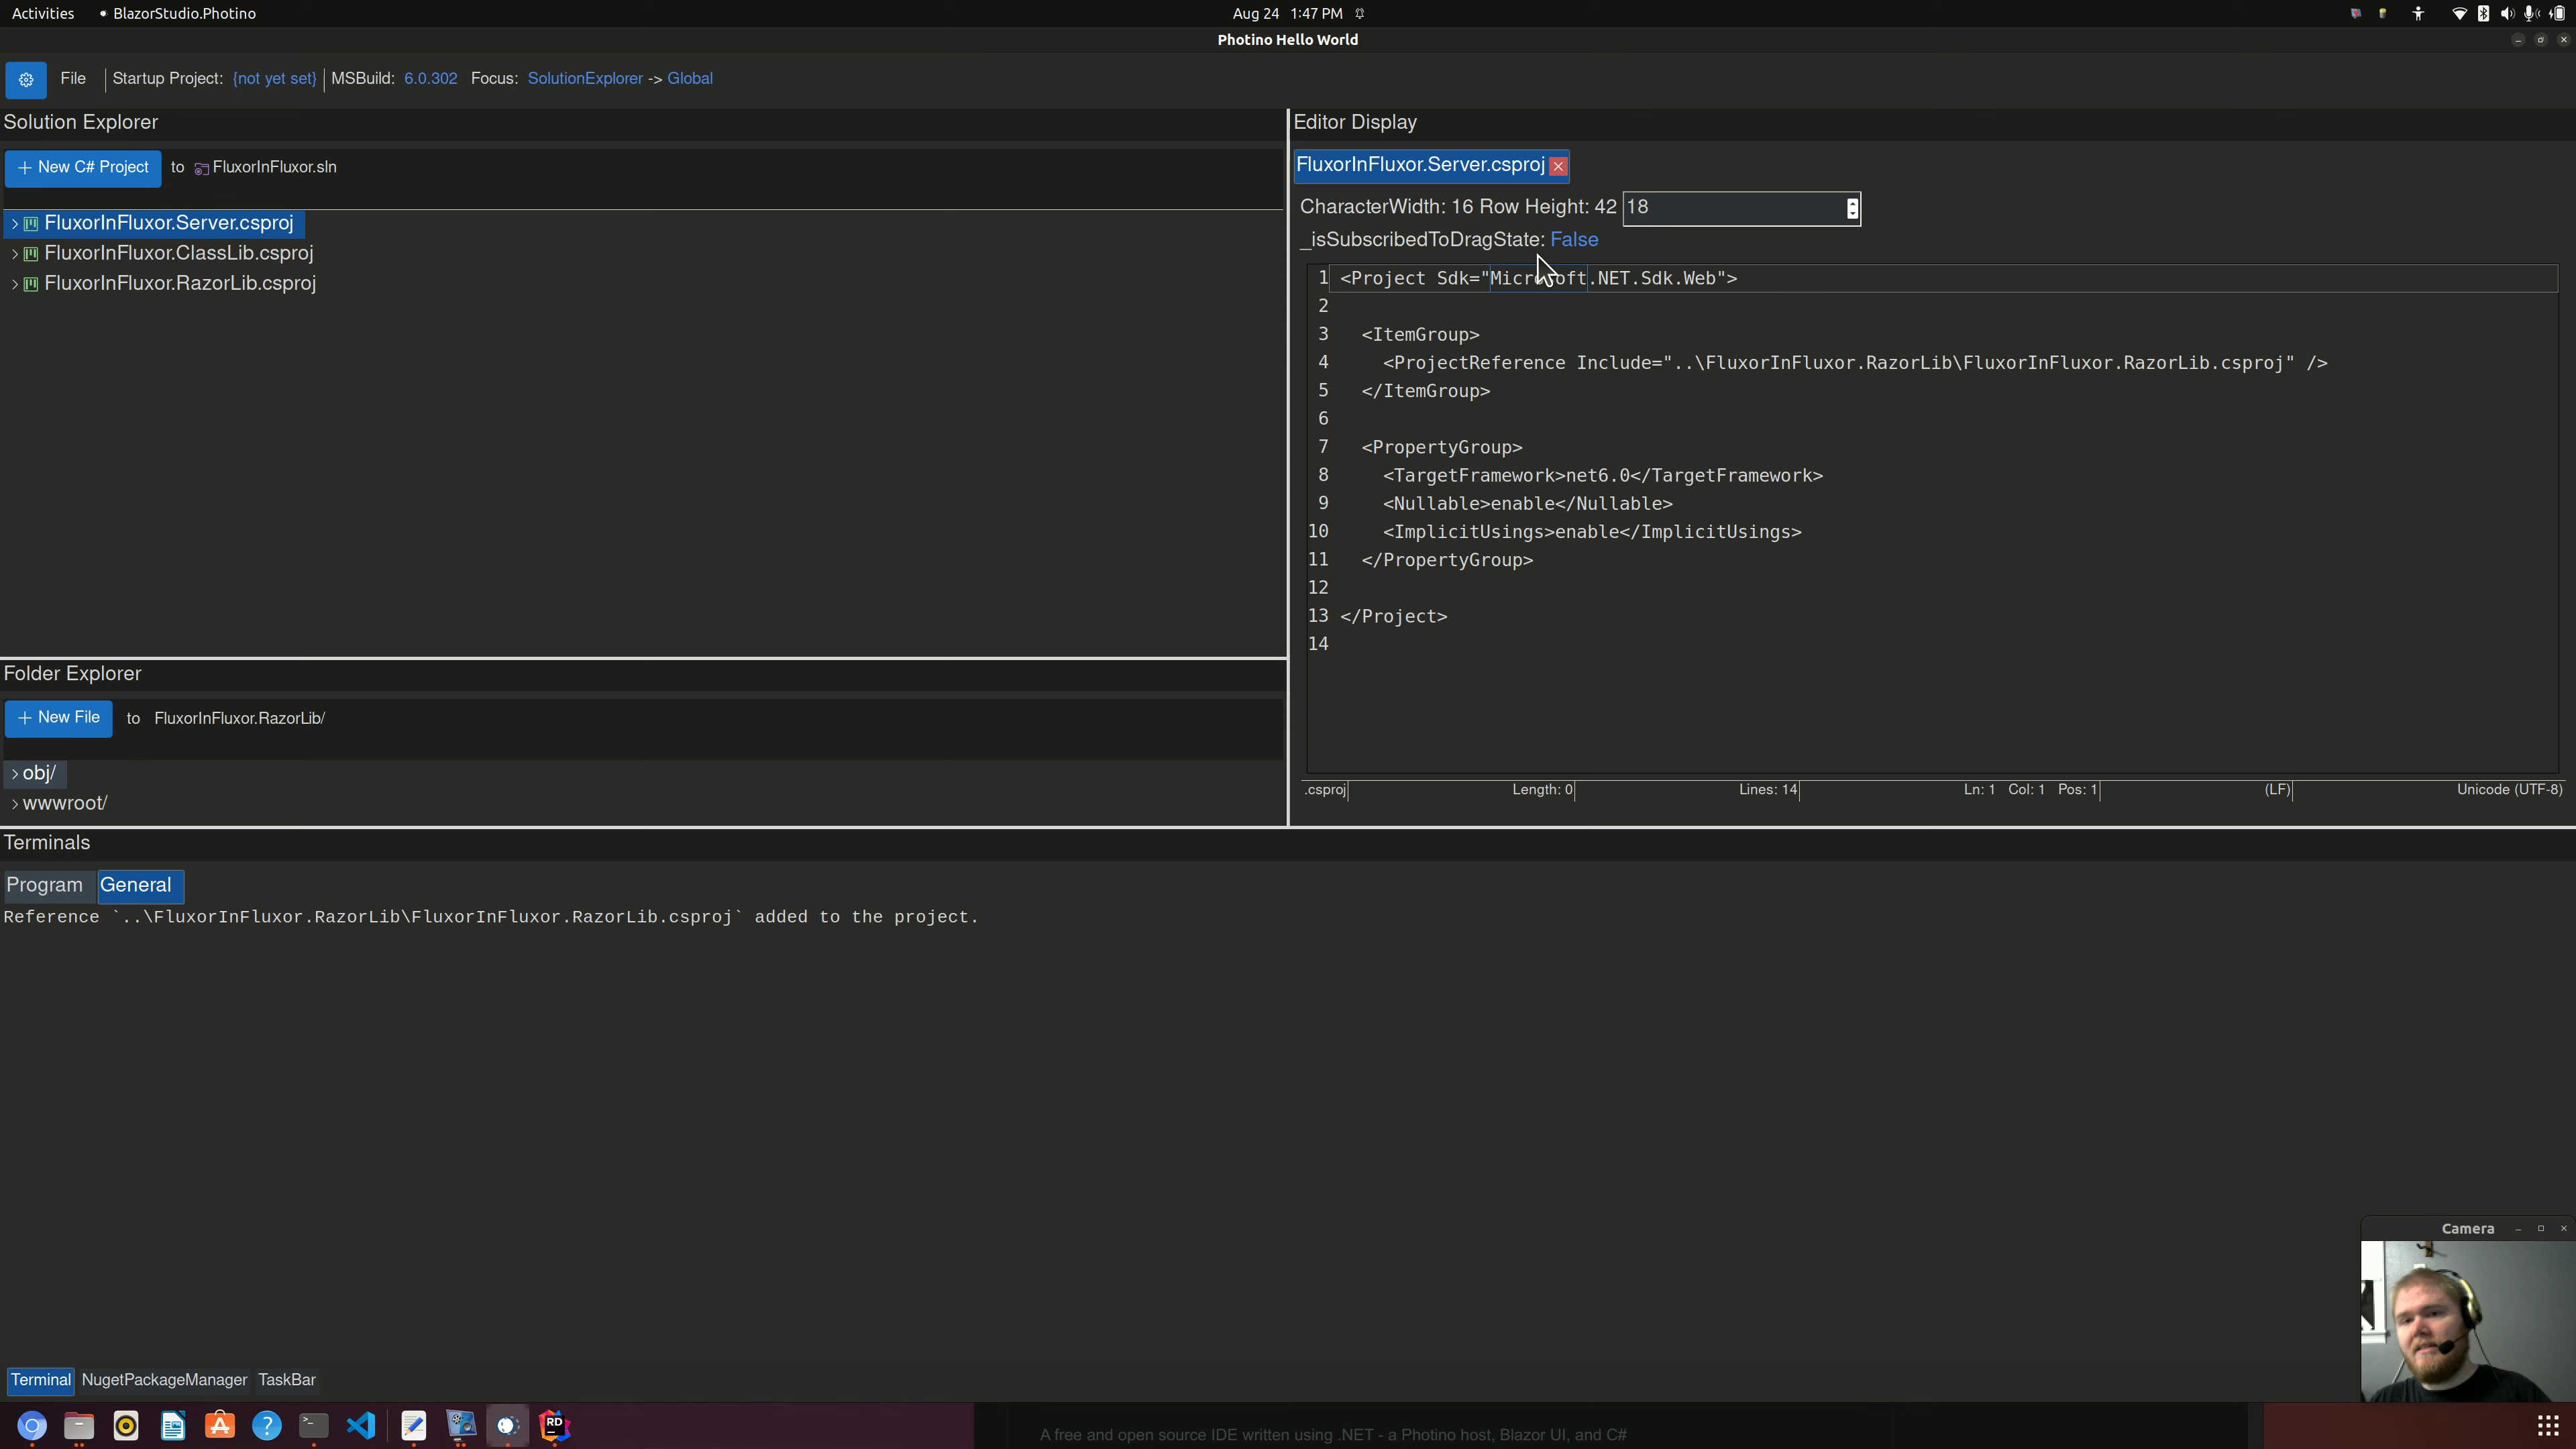 Activities BlazorStudio.Photino Aug 24 1:47 PM
Photino Hello World
File Startup Project: {not yet set} MSBuild: 6.0.302 Focus: SolutionExplorer -> Global
Solution Explorer
+ New C# Project to FluxorInFluxor.sln
FluxorInFluxor.Server.csproj
FluxorInFluxor.ClassLib.csproj
FluxorInFluxor.RazorLib.csproj
Folder Explorer
+ New File to FluxorInFluxor.RazorLib/
obj/
wwwroot/
Editor Display
FluxorInFluxor.Server.csproj
CharacterWidth: 16 Row Height: 42 18
_isSubscribedToDragState: False
1 <Project Sdk="Microsoft.NET.Sdk.Web">
2
3 <ItemGroup>
4 <ProjectReference Include="..\FluxorInFluxor.RazorLib\FluxorInFluxor.RazorLib.csproj" />
5 </ItemGroup>
6
7 <PropertyGroup>
8 <TargetFramework>net6.0</TargetFramework>
9 <Nullable>enable</Nullable>
10 <ImplicitUsings>enable</ImplicitUsings>
11 </PropertyGroup>
12
13 </Project>
14
.csproj Length: 0 Lines: 14 Ln: 1 Col: 1 Pos: 1 (LF) Unicode (UTF-8)
Terminals
Program General
Reference `..\FluxorInFluxor.RazorLib\FluxorInFluxor.RazorLib.csproj` added to the project.
Camera
Terminal NugetPackageManager TaskBar
RD
A free and open source IDE written using .NET - a Photino host, Blazor UI, and C#